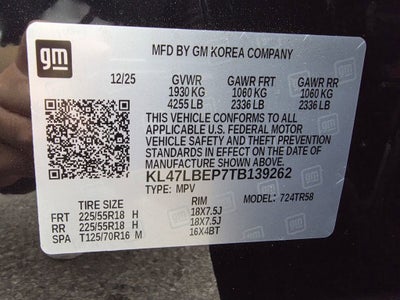 gm
MFD BY GM KOREA COMPANY
12/25 GVWR GAWR FRT GAWR RR
1930 KG 1060 KG 1060 KG
4255 LB 2336 LB 2336 LB
THIS VEHICLE CONFORMS TO ALL
APPLICABLE U.S. FEDERAL MOTOR
VEHICLE SAFETY AND THEFT PREVENTION
STANDARDS IN EFFECT ON THE DATE OF
MANUFACTURE SHOWN ABOVE.
KL47LBEP7TB139262
TYPE: MPV MODEL: 724TR58
TIRE SIZE RIM
FRT 225/55R18 H 18X7.5J
RR 225/55R18 H 18X7.5J
SPA T125/70R16 M 16X4BT